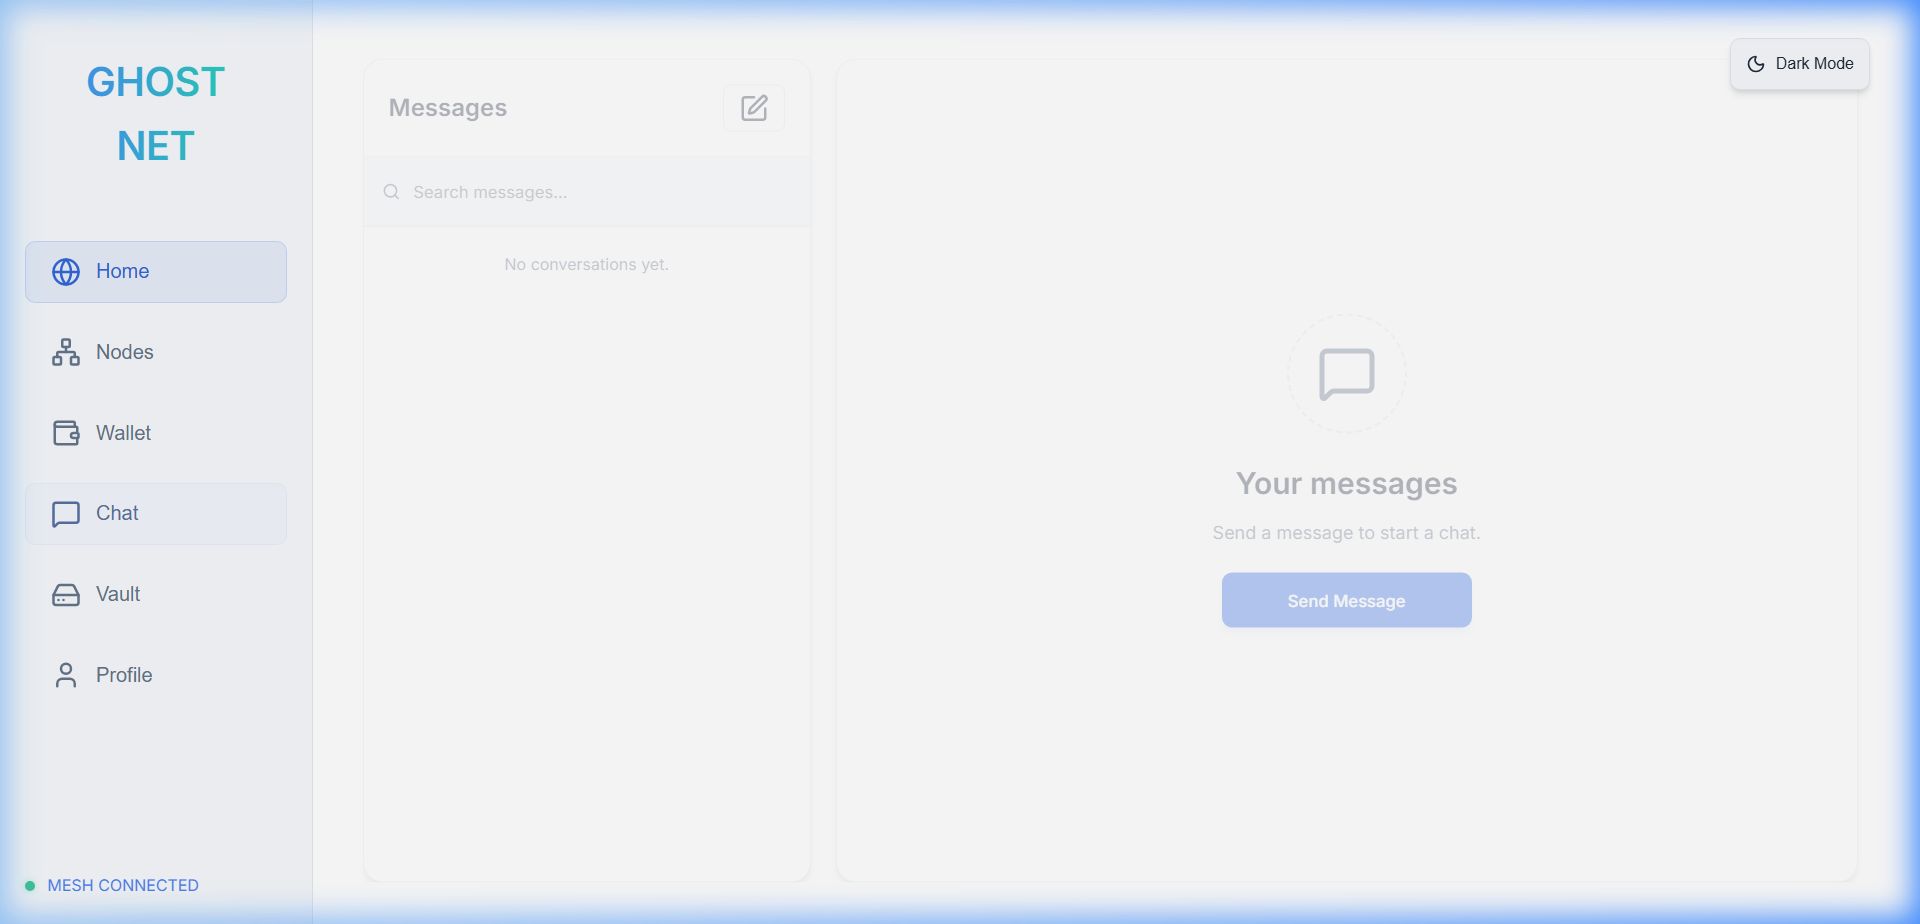 GHOST
NET
Home
Nodes
Wallet
Chat
Vault
Profile
MESH CONNECTED
Messages
Search messages...
No conversations yet.
Dark Mode
Your messages
Send a message to start a chat.
Send Message